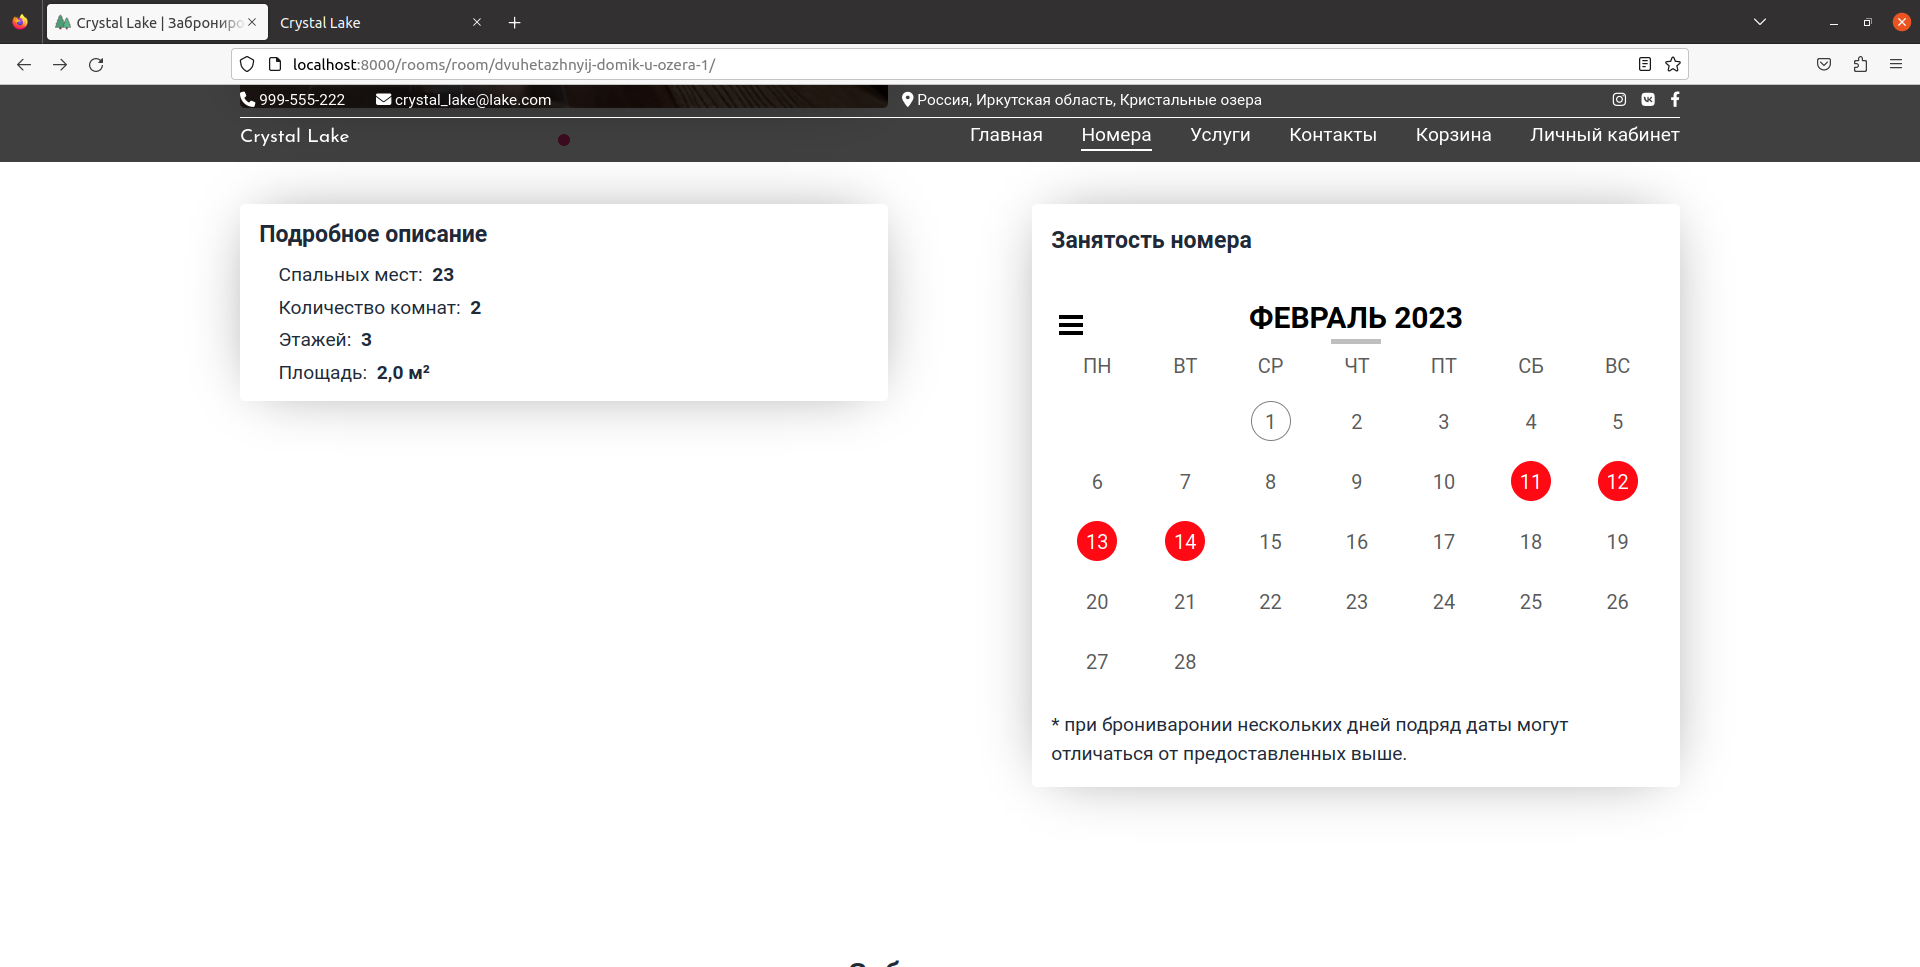 Crystal Lake | Заброниро
Crystal Lake
localhost:8000/rooms/room/dvuhetazhnyij-domik-u-ozera-1/
999-555-222 crystal_lake@lake.com Россия, Иркутская область, Кристальные озера
Crystal Lake Главная Номера Услуги Контакты Корзина Личный кабинет
Подробное описание
Спальных мест: 23
Количество комнат: 2
Этажей: 3
Площадь: 2,0 м²
Занятость номера
ФЕВРАЛЬ 2023
ПН ВТ СР ЧТ ПТ СБ ВС
1 2 3 4 5
6 7 8 9 10 11 12
13 14 15 16 17 18 19
20 21 22 23 24 25 26
27 28
* при брониваронии нескольких дней подряд даты могут
отличаться от предоставленных выше.